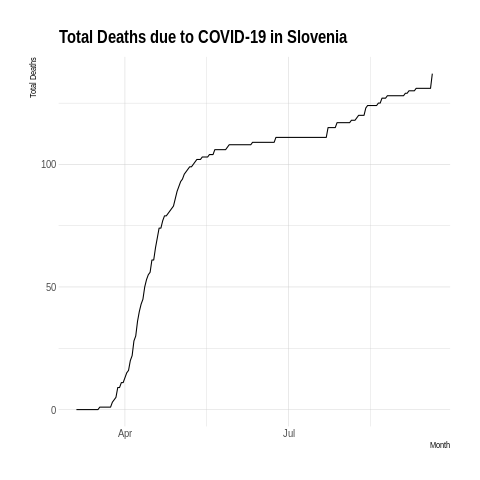 Total Deaths due to COVID-19 in Slovenia
Total Deaths
100
50
0
Apr Jul
Month